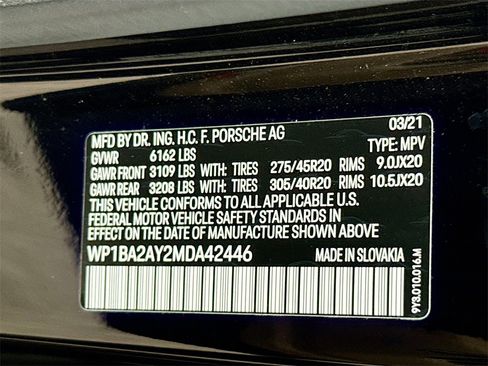 03/21
MFD BY DR. ING. H.C. F. PORSCHE AG
GVWR 6162 LBS TYPE: MPV
GAWR FRONT 3109 LBS WITH: TIRES 275/45R20 RIMS 9.0JX20
GAWR REAR 3208 LBS WITH: TIRES 305/40R20 RIMS 10.5JX20
THIS VEHICLE CONFORMS TO ALL APPLICABLE U.S.
FEDERAL MOTOR VEHICLE SAFETY STANDARDS IN
EFFECT ON THE DATE OF MANUFACTURE SHOWN ABOVE
WP1BA2AY2MDA42446 MADE IN SLOVAKIA
9Y3.010.016.M